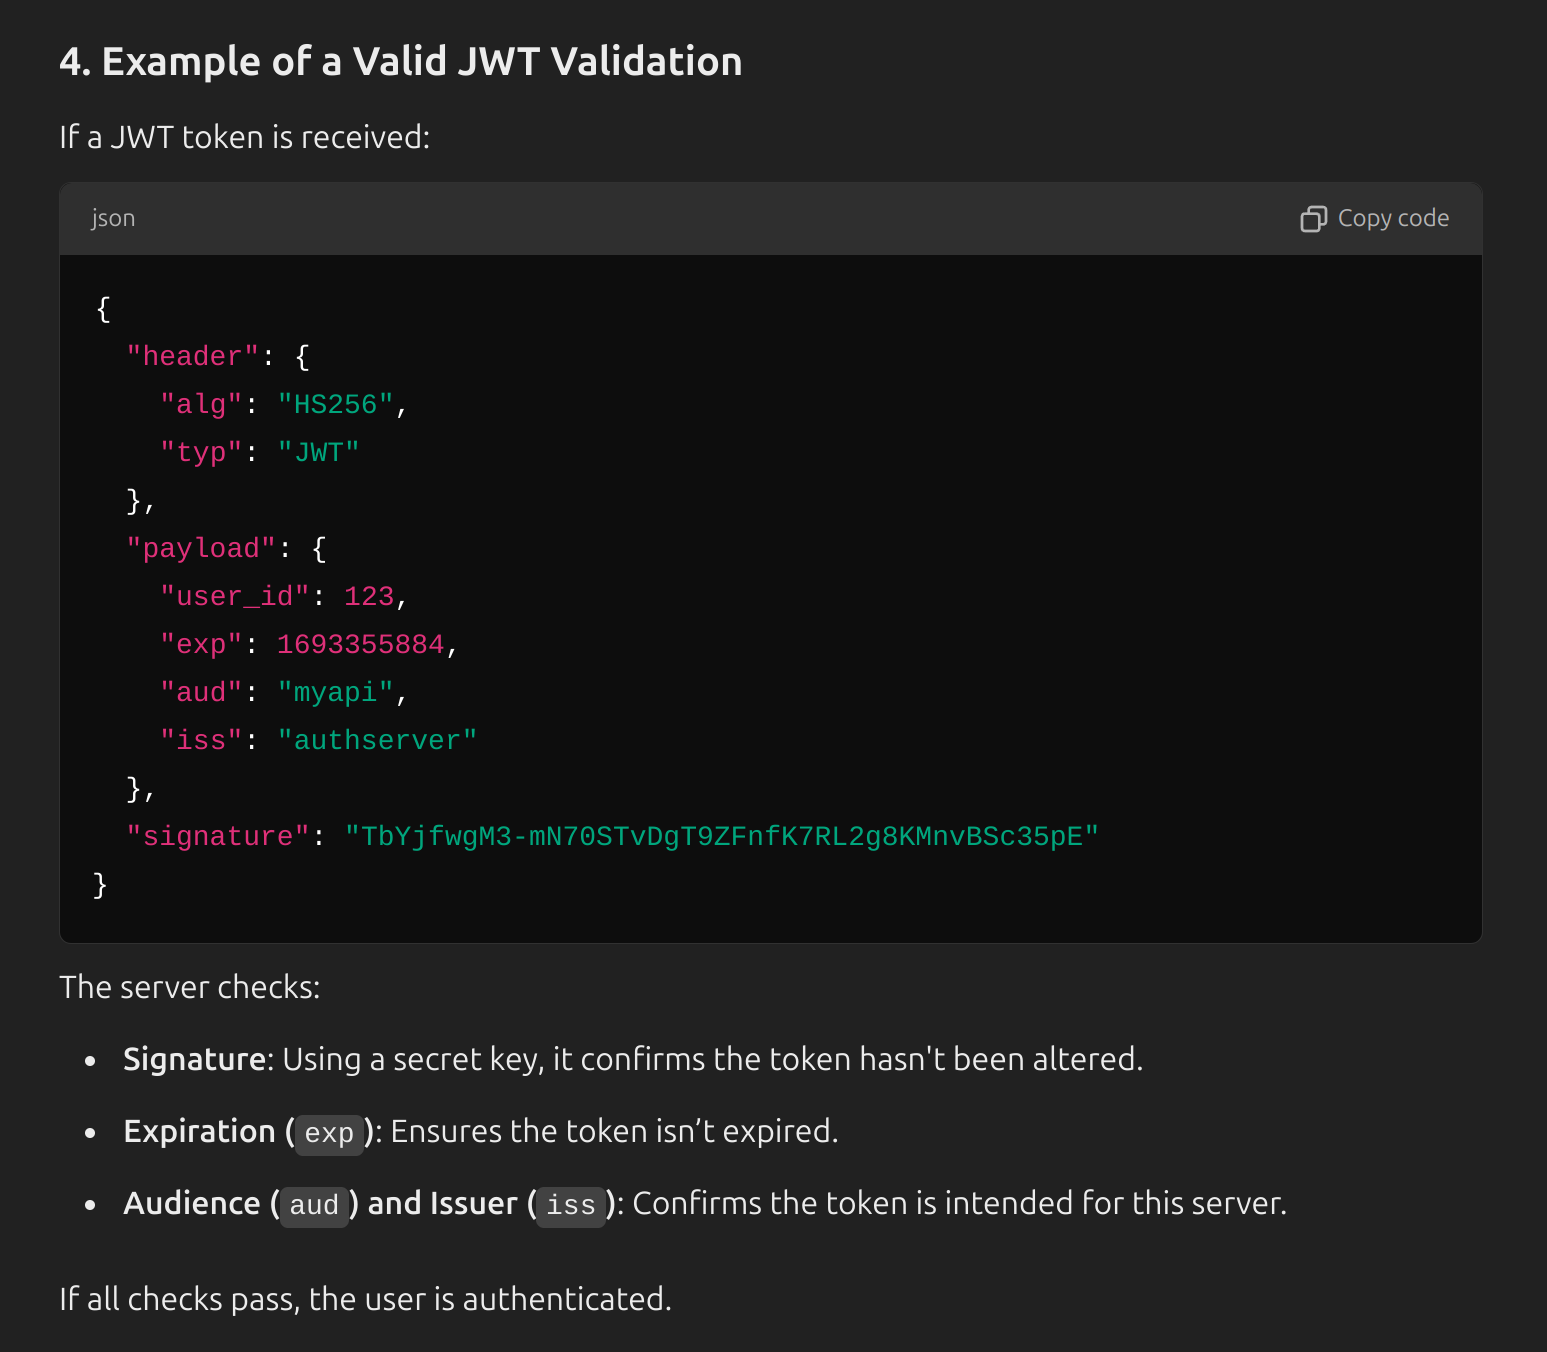 4. Example of a Valid JWT Validation
If a JWT token is received:
json
Copy code
{
  "header": {
    "alg": "HS256",
    "typ": "JWT"
  },
  "payload": {
    "user_id": 123,
    "exp": 1693355884,
    "aud": "myapi",
    "iss": "authserver"
  },
  "signature": "TbYjfwgM3-mN70STvDgT9ZFnfK7RL2g8KMnvBSc35pE"
}
The server checks:
• Signature: Using a secret key, it confirms the token hasn't been altered.
• Expiration (exp): Ensures the token isn’t expired.
• Audience (aud) and Issuer (iss): Confirms the token is intended for this server.
If all checks pass, the user is authenticated.